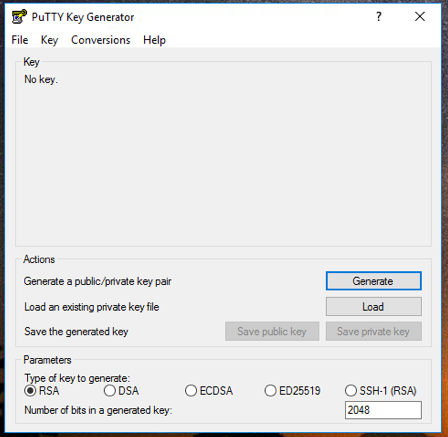 PuTTY Key Generator
?
File Key Conversions Help
Key
No key.
Actions
Generate a public/private key pair Generate
Load an existing private key file Load
Save the generated key Save public key Save private key
Parameters
Type of key to generate:
RSA DSA ECDSA ED25519 SSH-1 (RSA)
Number of bits in a generated key: 2048